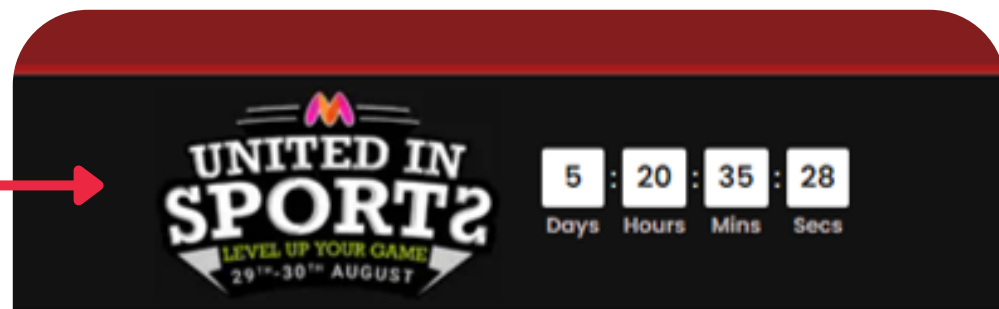 UNITED IN
SPORTS
LEVEL UP YOUR GAME
29TH-30TH AUGUST
5 : 20 : 35 : 28
Days Hours Mins Secs